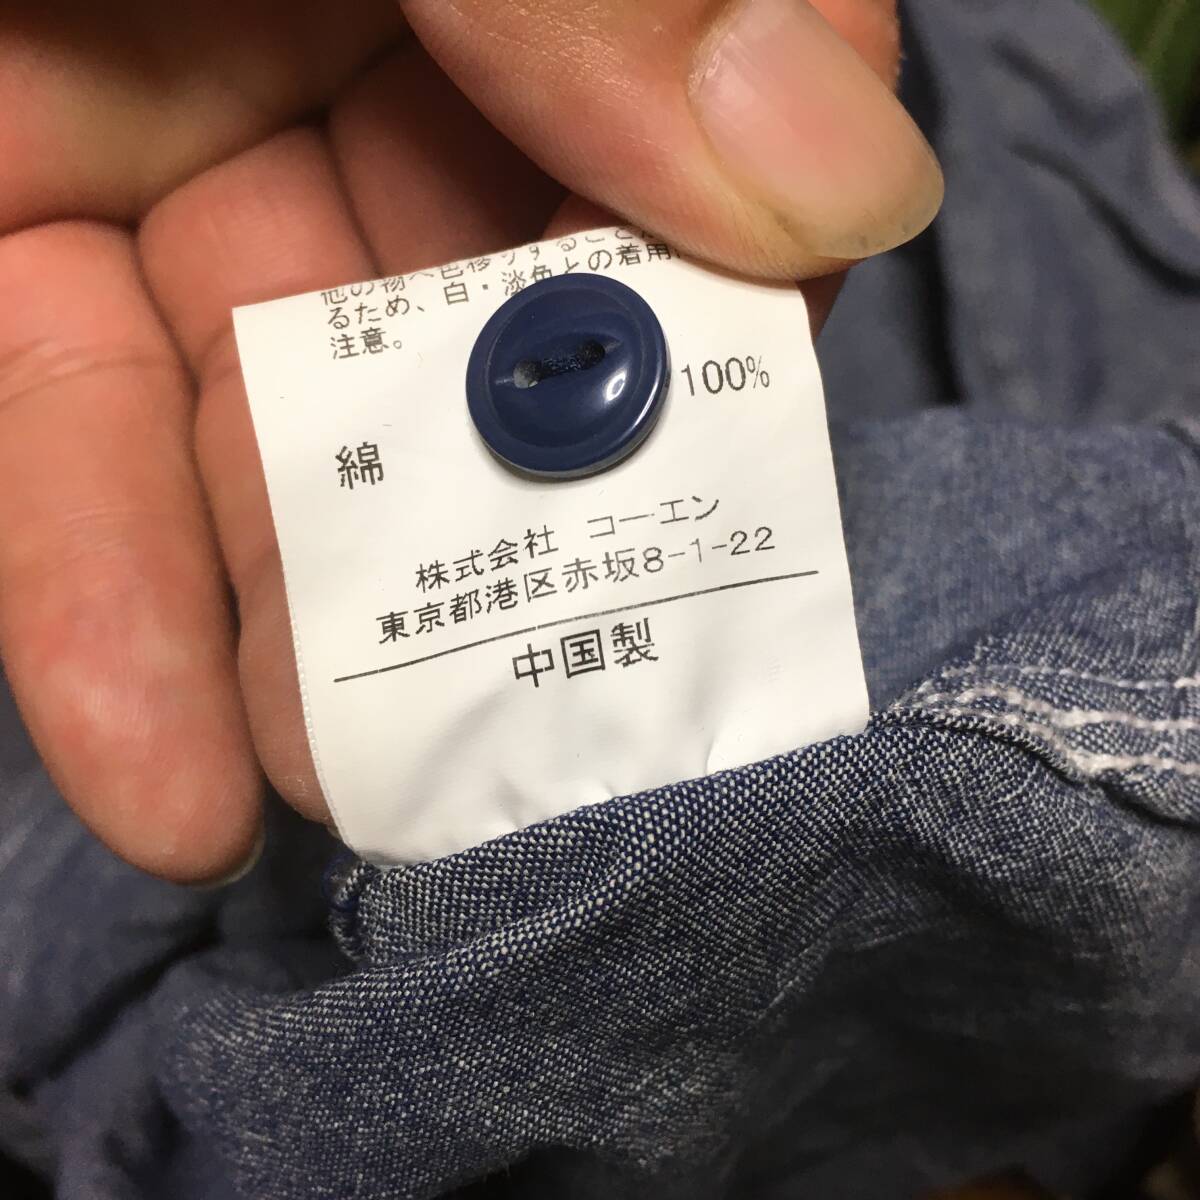 他の物へ色移りすること
るため、白・淡色との着用
注意。
綿 100%
株式会社 コーエン
東京都港区赤坂8-1-22
中国製